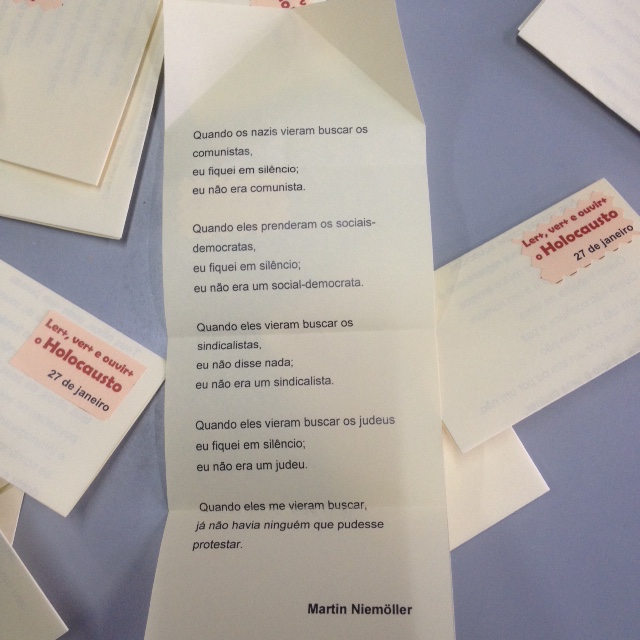 Quando os nazis vieram buscar os
comunistas,
eu fiquei em silêncio;
eu não era comunista.
Quando eles prenderam os sociais-
democratas,
eu fiquei em silêncio;
eu não era um social-democrata.
Quando eles vieram buscar os
sindicalistas,
eu não disse nada;
eu não era um sindicalista.
Quando eles vieram buscar os judeus
eu fiquei em silêncio;
eu não era um judeu.
Quando eles me vieram buscar,
já não havia ninguém que pudesse
protestar.
Martin Niemöller
Ler+, ver+ e ouvir+
o Holocausto
27 de janeiro
Ler+, ver+ e ouvir+
o Holocausto
27 de janeiro